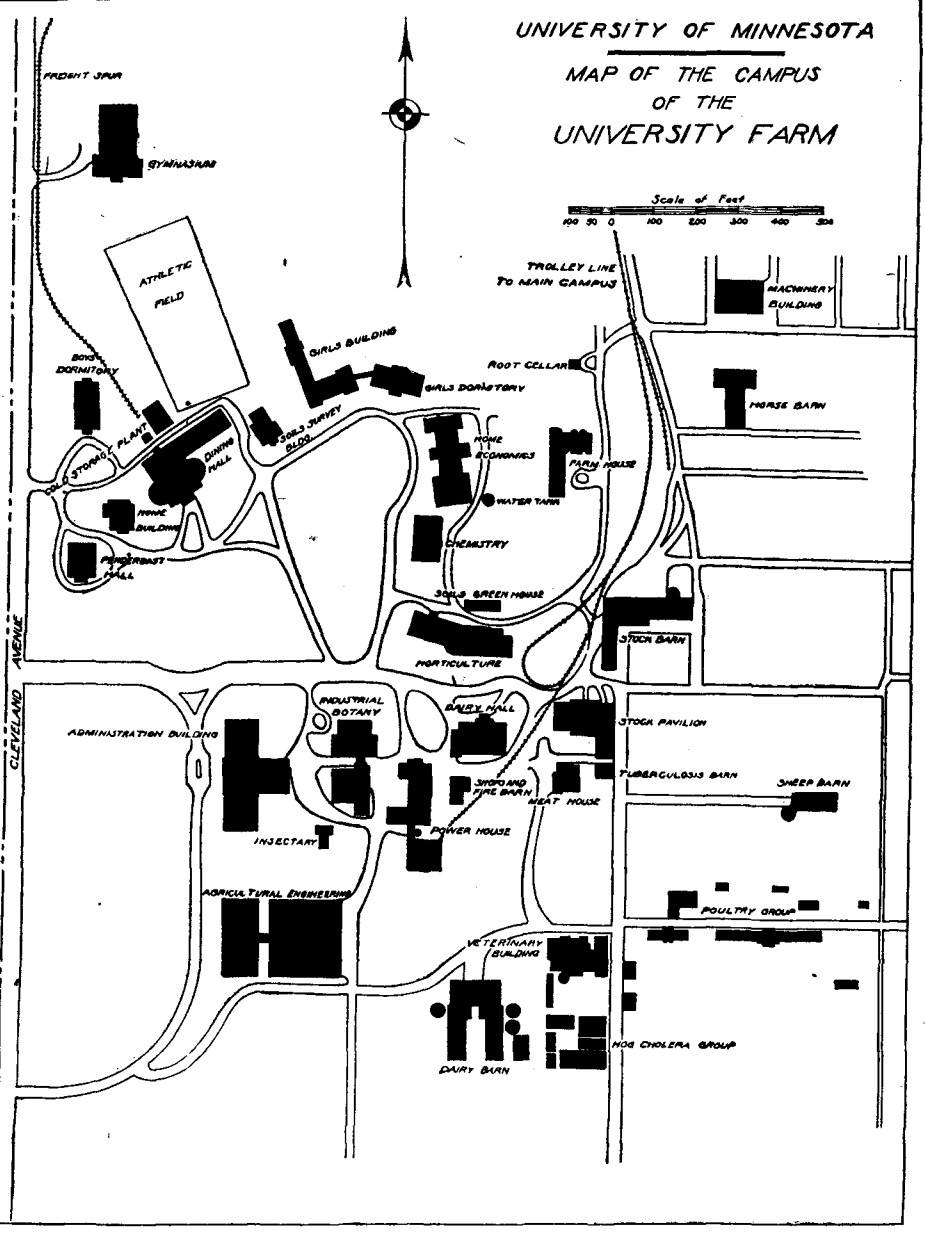 UNIVERSITY OF MINNESOTA
MAP OF THE CAMPUS
OF THE
UNIVERSITY FARM
Scale of Feet
100 50 0 100 200 300 400 500
FREIGHT SPUR
GYMNASIUM
ATHLETIC
FIELD
TROLLEY LINE
TO MAIN CAMPUS
MACHINERY
BUILDING
GIRLS BUILDING
BOYS
DORMITORY
ROOT CELLAR
GIRLS DORMITORY
HORSE BARN
COLD STORAGE PLANT
DINING
HALL
SOILS SURVEY
BLDG.
HOME
ECONOMICS
FARM HOUSE
WATER TANK
HOME
BUILDING
CHEMISTRY
PENDERGAST
HALL
SOILS GREEN HOUSE
STOCK BARN
HORTICULTURE
CLEVELAND AVENUE
INDUSTRIAL
BOTANY
DAIRY HALL
ADMINISTRATION BUILDING
STOCK PAVILION
SHOPS AND
FIRE BARN
TUBERCULOSIS BARN
MEAT HOUSE
SHEEP BARN
INSECTARY
POWER HOUSE
AGRICULTURAL ENGINEERING
POULTRY GROUP
VETERINARY
BUILDING
HOG CHOLERA GROUP
DAIRY BARN